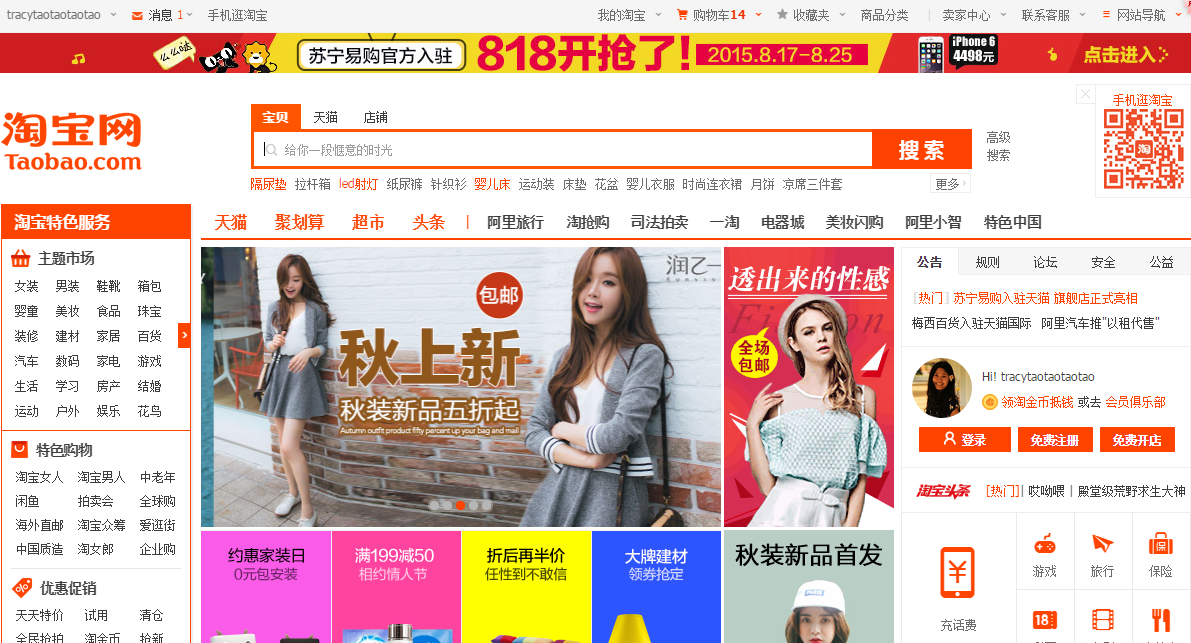 tracytaotaotaotao 消息 1 手机逛淘宝 我的淘宝 购物车14 收藏夹 商品分类 卖家中心 联系客服 网站导航
么么哒 苏宁易购官方入驻 818开抢了! 2015.8.17–8.25 iPhone 6 4498元 点击进入
手机逛淘宝
淘宝网
Taobao.com
宝贝 天猫 店铺
给你一段惬意的时光 搜索 高级搜索
隔尿垫 拉杆箱 led射灯 纸尿裤 针织衫 婴儿床 运动装 床垫 花盆 婴儿衣服 时尚连衣裙 月饼 凉席三件套 更多
淘宝特色服务 天猫 聚划算 超市 头条 阿里旅行 淘抢购 司法拍卖 一淘 电器城 美妆闪购 阿里小智 特色中国
主题市场
女装 男装 鞋靴 箱包
婴童 美妆 食品 珠宝
装修 建材 家居 百货
汽车 数码 家电 游戏
生活 学习 房产 结婚
运动 户外 娱乐 花鸟
特色购物
淘宝女人 淘宝男人 中老年
闲鱼 拍卖会 全球购
海外直邮 淘宝众筹 爱逛街
中国质造 淘女郎 企业购
优惠促销
天天特价 试用 清仓
全民抢拍 淘金币 抢新
润乙一
包邮
秋上新
秋装新品五折起
Autumn outfit product fifty percent up your bag and mall
透出来的性感
Fiction
全场包邮
约惠家装日
0元包安装
满199减50
相约情人节
折后再半价
任性到不敢信
大牌建材
领券抢定
秋装新品首发
公告 规则 论坛 安全 公益
[热门] 苏宁易购入驻天猫 旗舰店正式亮相
梅西百货入驻天猫国际 阿里汽车推"以租代售"
Hi! tracytaotaotaotao
领淘金币抵钱 或去 会员俱乐部
登录 免费注册 免费开店
淘宝头条 [热门] 哎呦喂 | 殿堂级荒野求生大神
充话费 游戏 旅行 保险
18